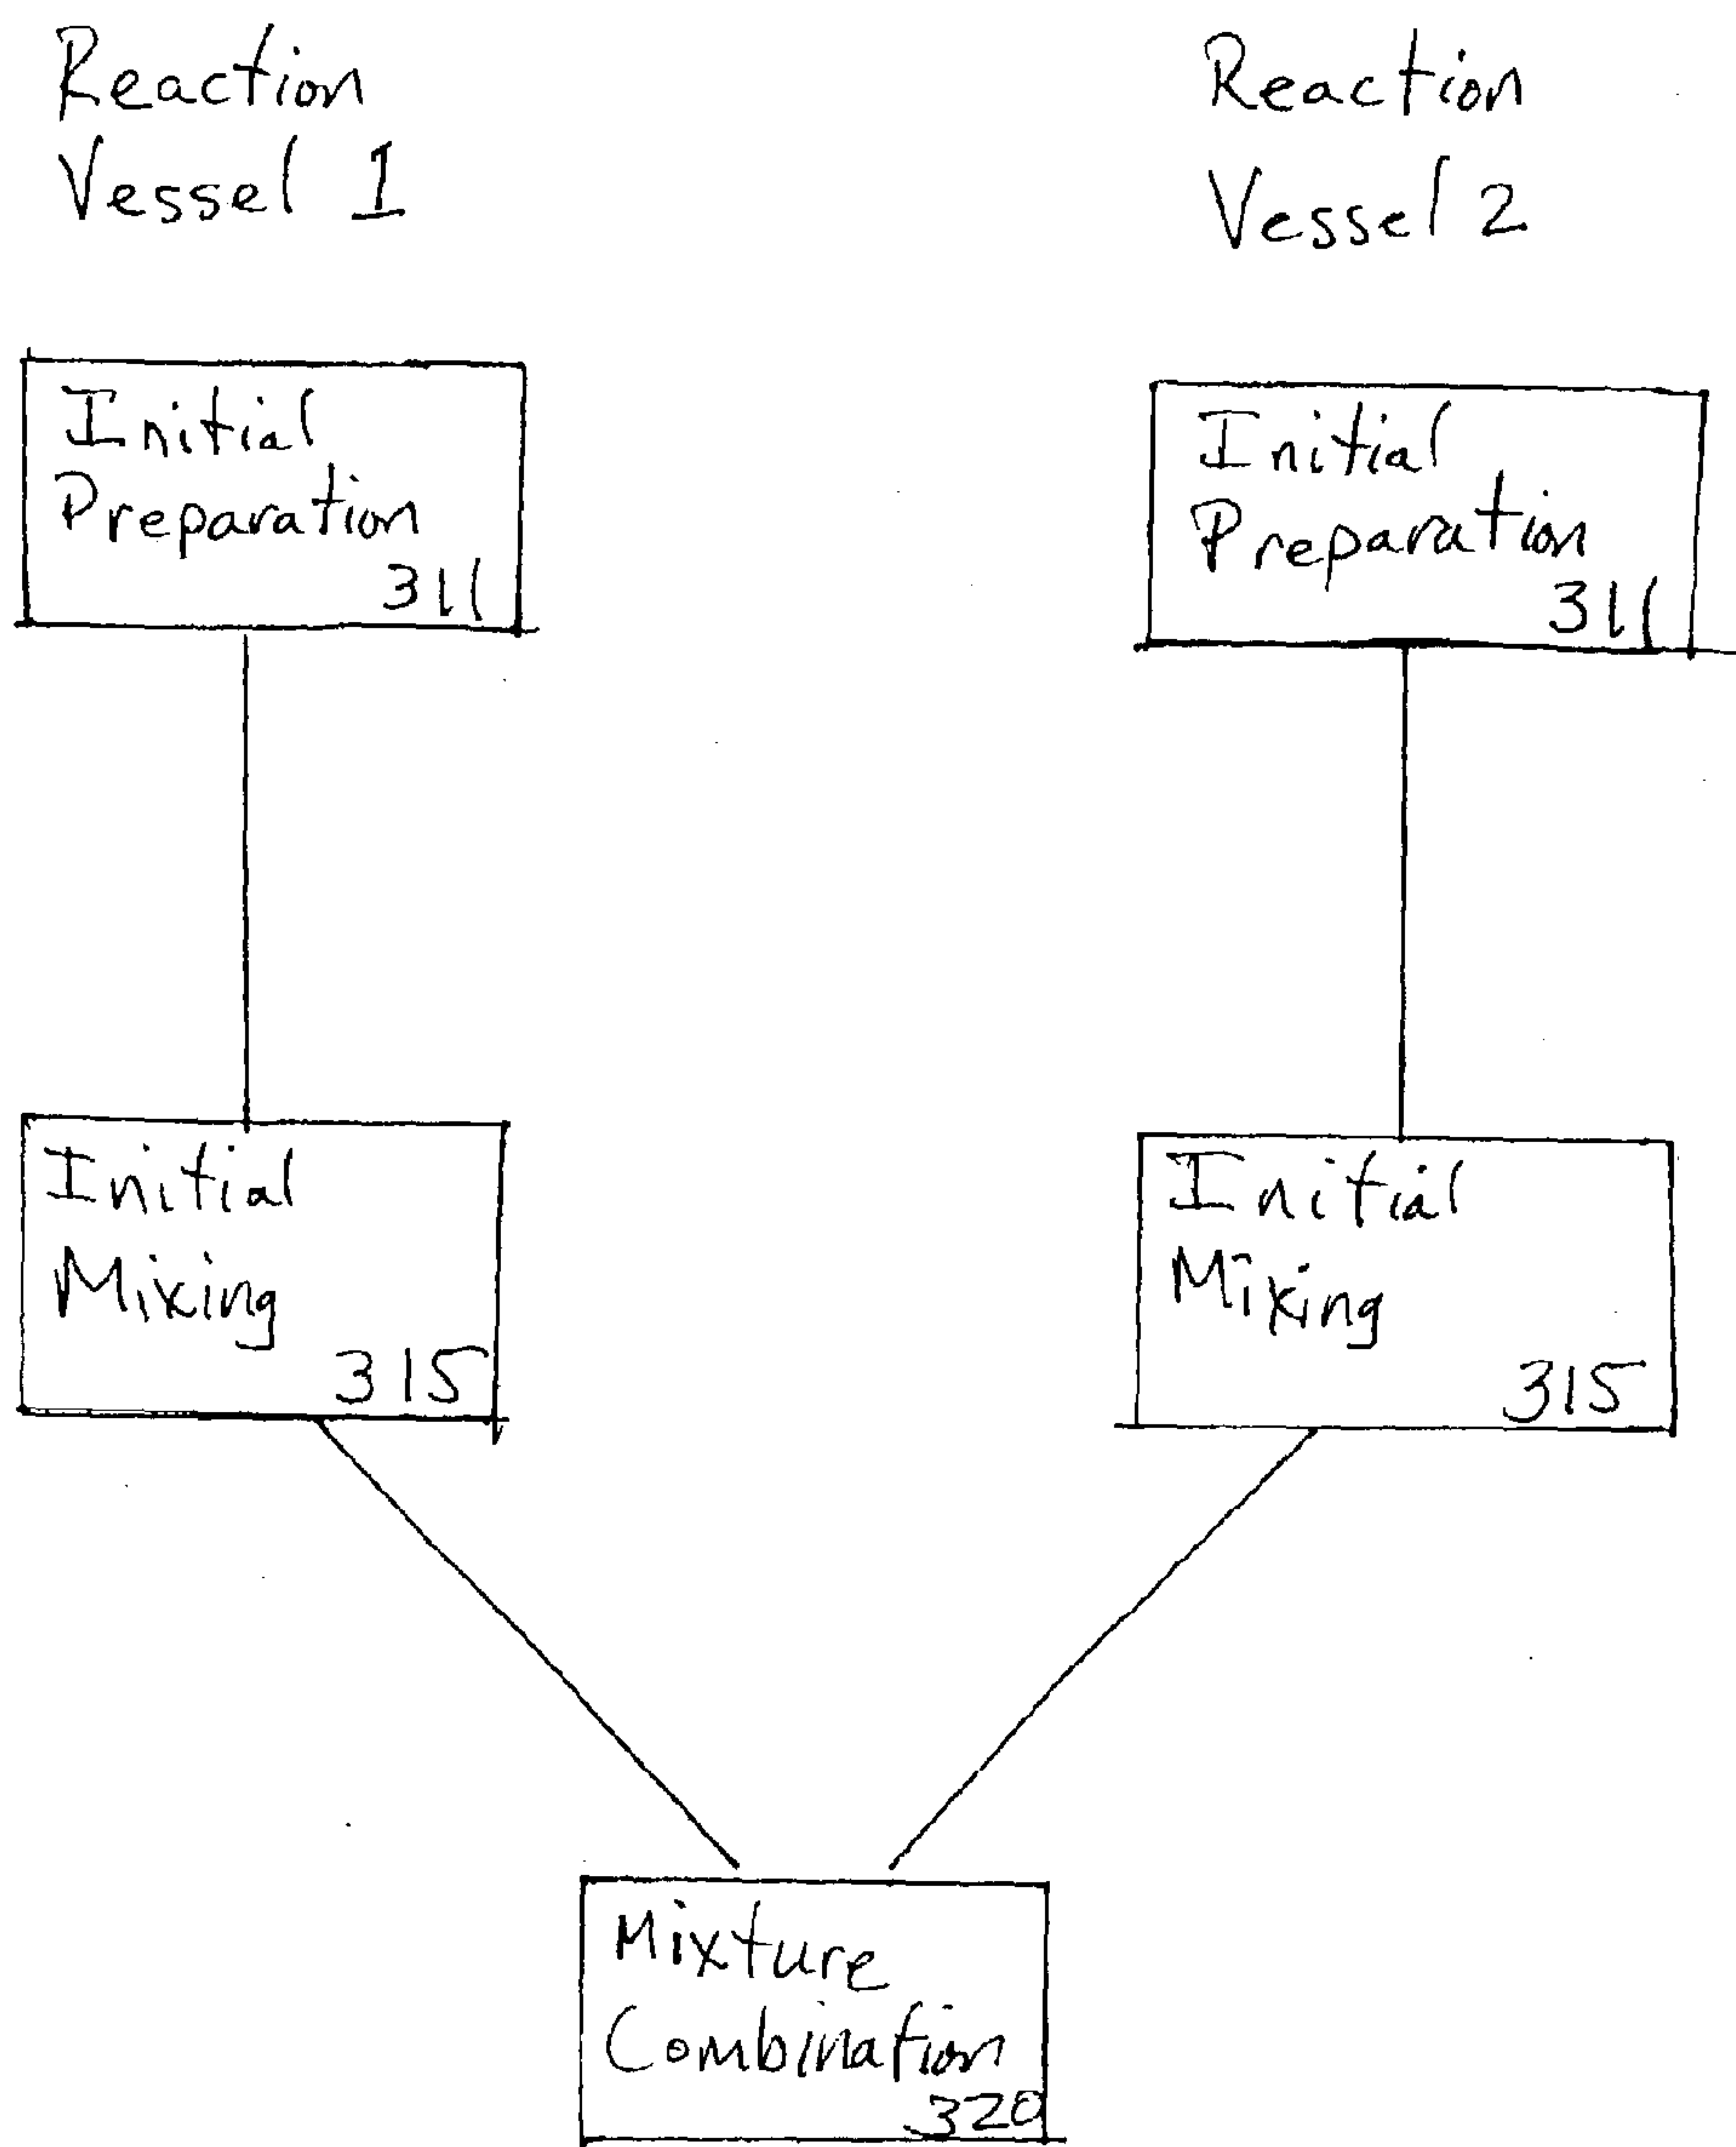 Reaction
Vessel 1
Reaction
Vessel 2
Initial
Preparation
311
Initial
Preparation
311
Initial
Mixing
315
Initial
Mixing
315
Mixture
Combination
320